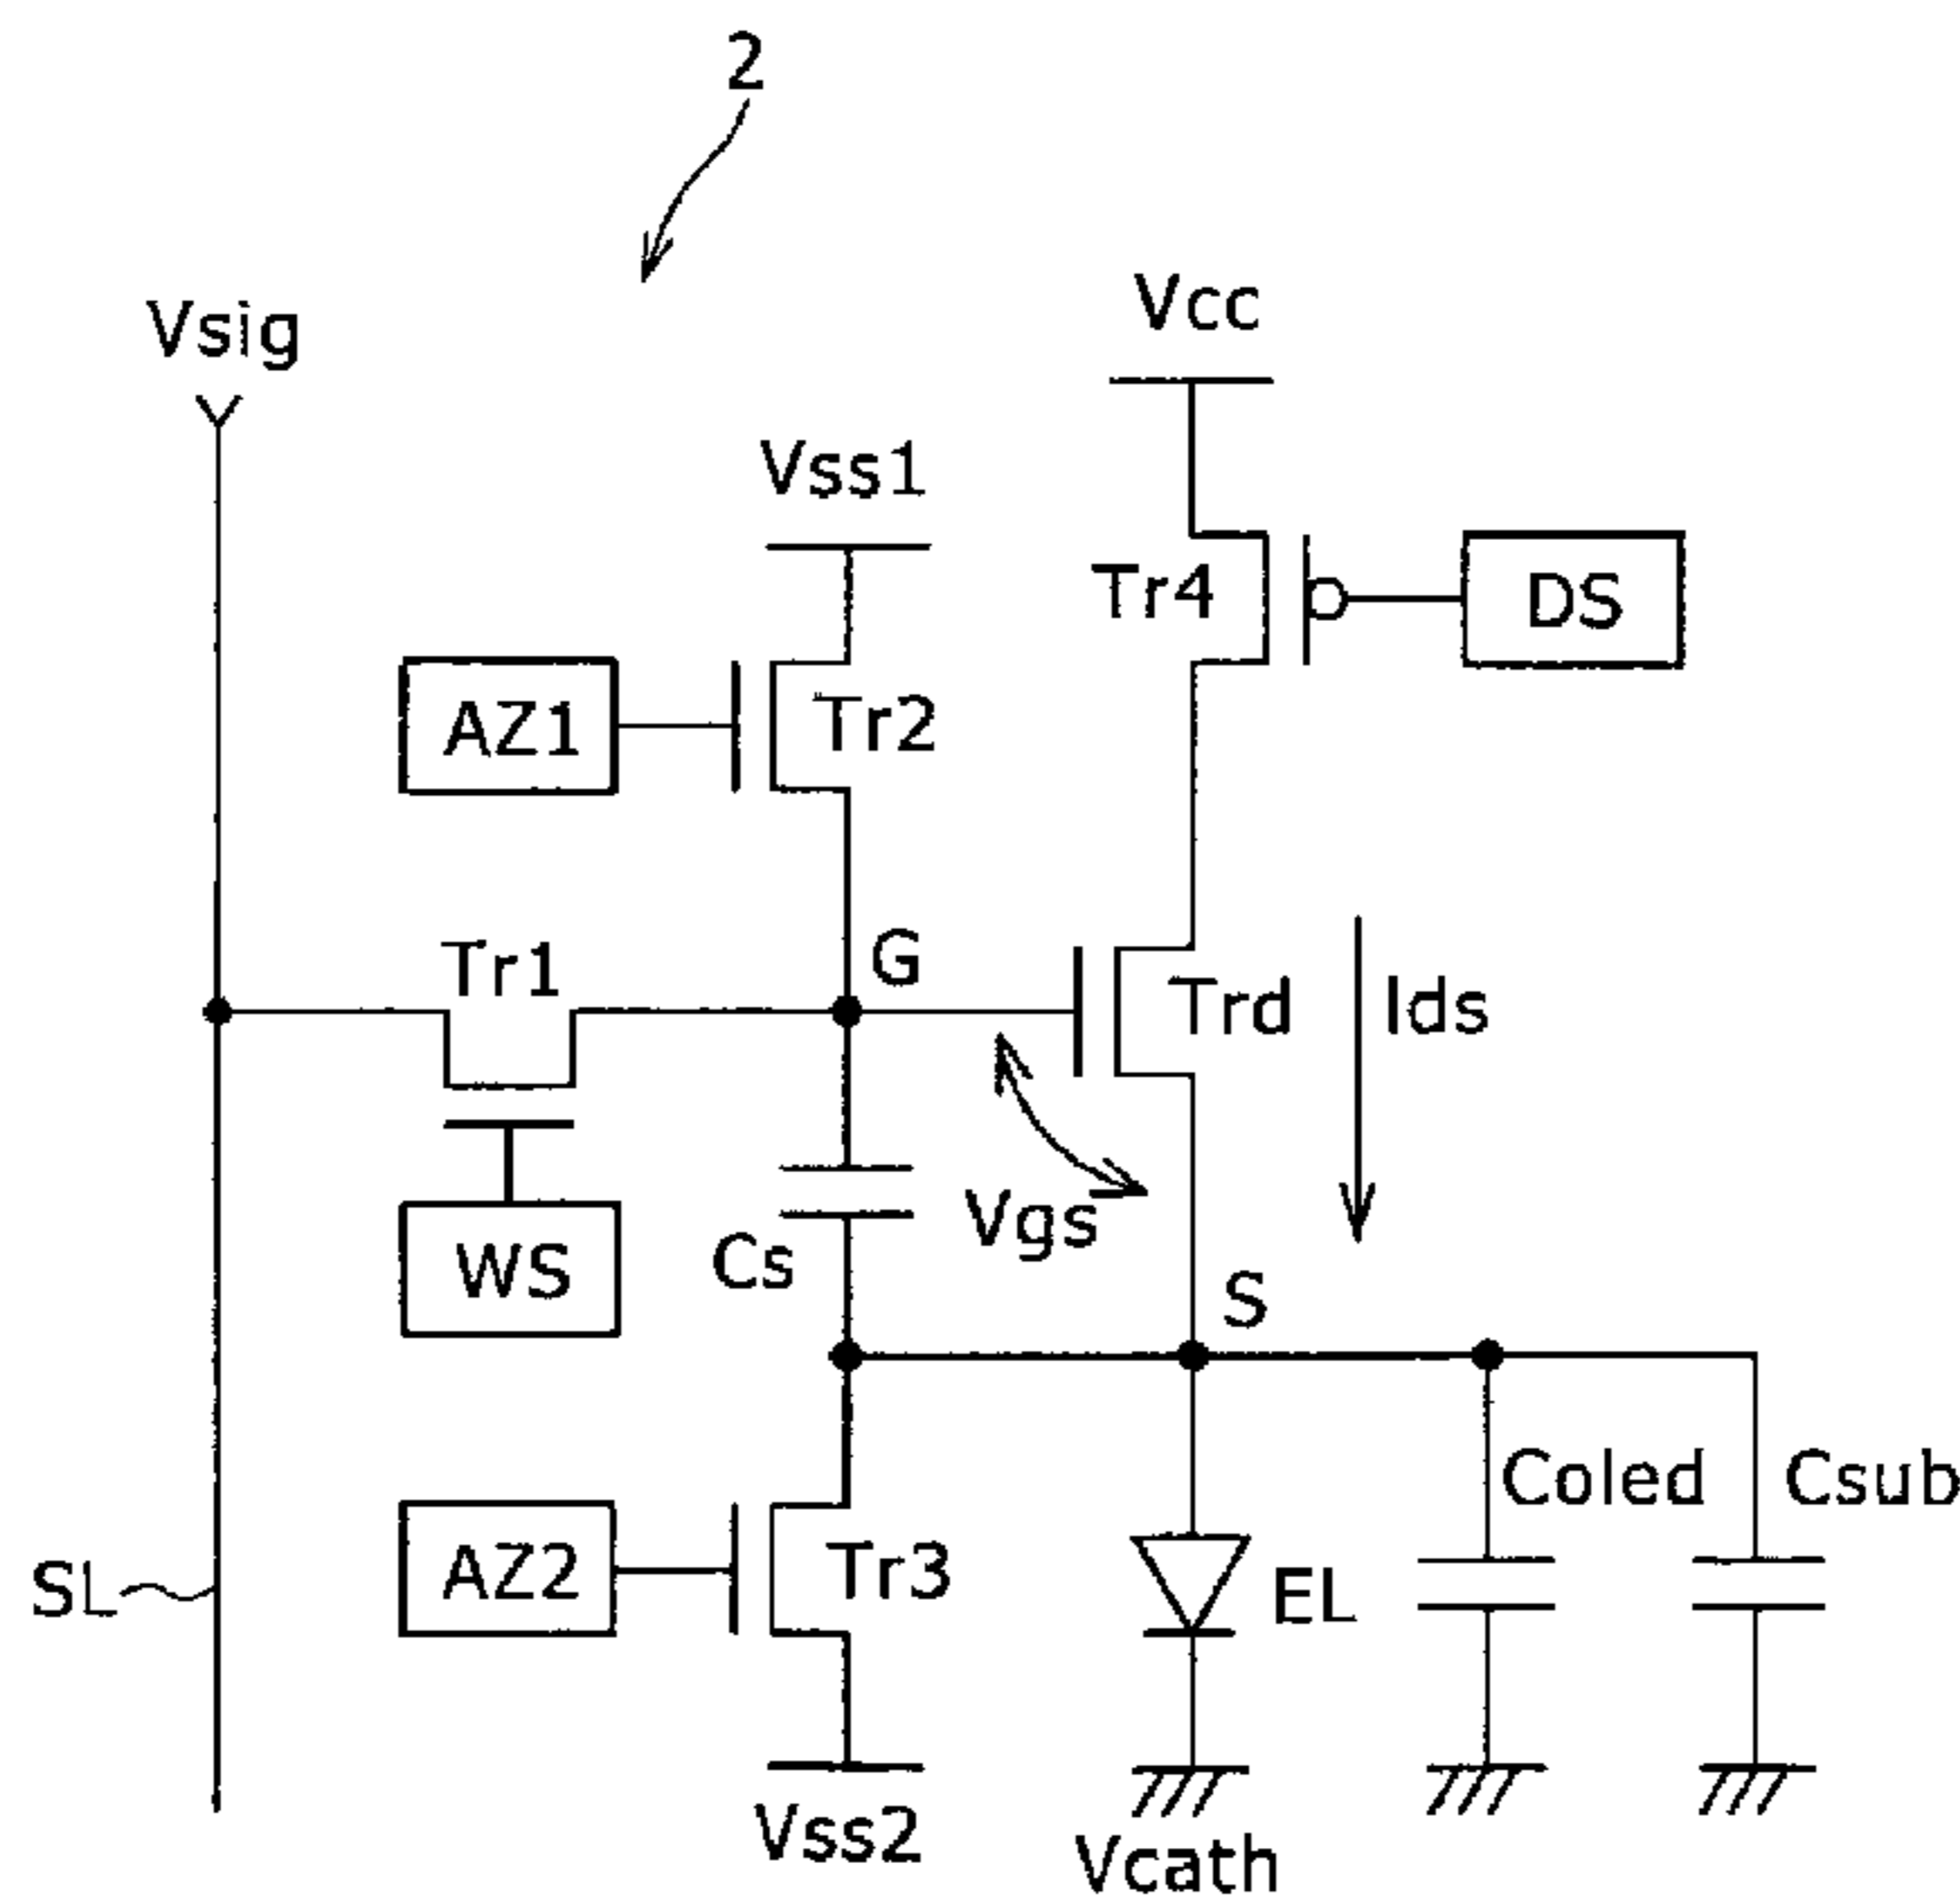 2
Vsig
Vcc
Vss1
Tr4
DS
AZ1
Tr2
Tr1
G
Trd
Ids
WS
Cs
Vgs
S
Coled
Csub
AZ2
Tr3
EL
SL
Vss2
Vcath